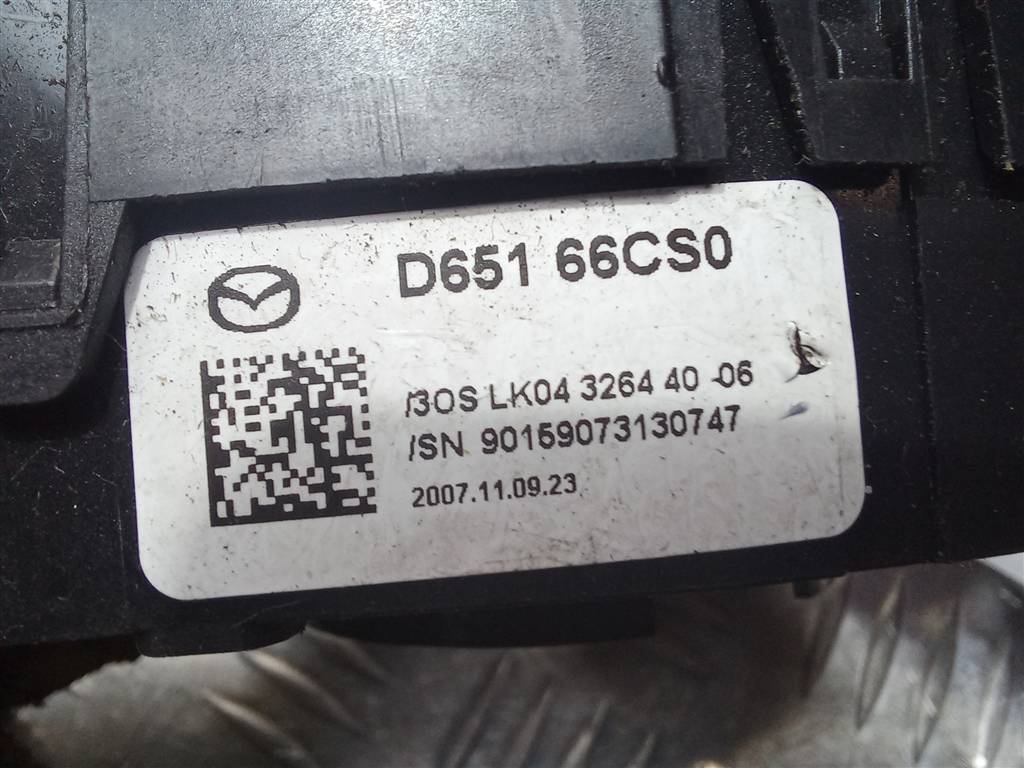 D651 66CS0
/3OS LK04 3264 40 -06
/SN 90159073130747
2007.11.09.23